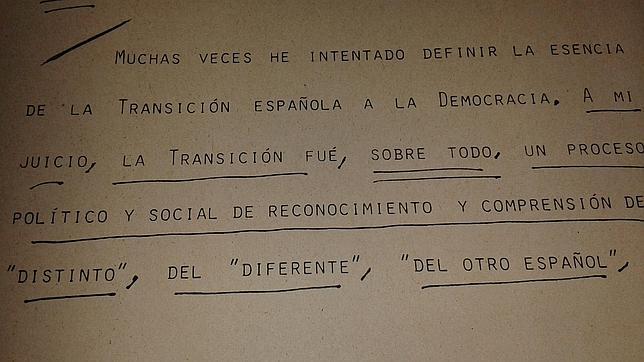 MUCHAS VECES HE INTENTADO DEFINIR LA ESENCIA
DE LA TRANSICIÓN ESPAÑOLA A LA DEMOCRACIA. A MI
JUICIO, LA TRANSICIÓN FUÉ, SOBRE TODO, UN PROCESO
POLÍTICO Y SOCIAL DE RECONOCIMIENTO Y COMPRENSIÓN DE
"DISTINTO", DEL "DIFERENTE", "DEL OTRO ESPAÑOL",